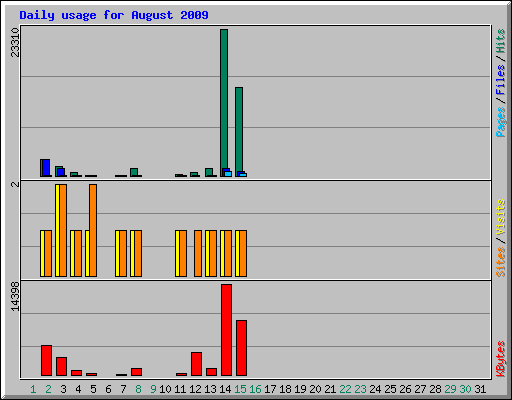 Daily usage for August 2009
23310
Pages / Files / Hits
2
Sites / Visits
14398
KBytes
1 2 3 4 5 6 7 8 9 10 11 12 13 14 15 16 17 18 19 20 21 22 23 24 25 26 27 28 29 30 31